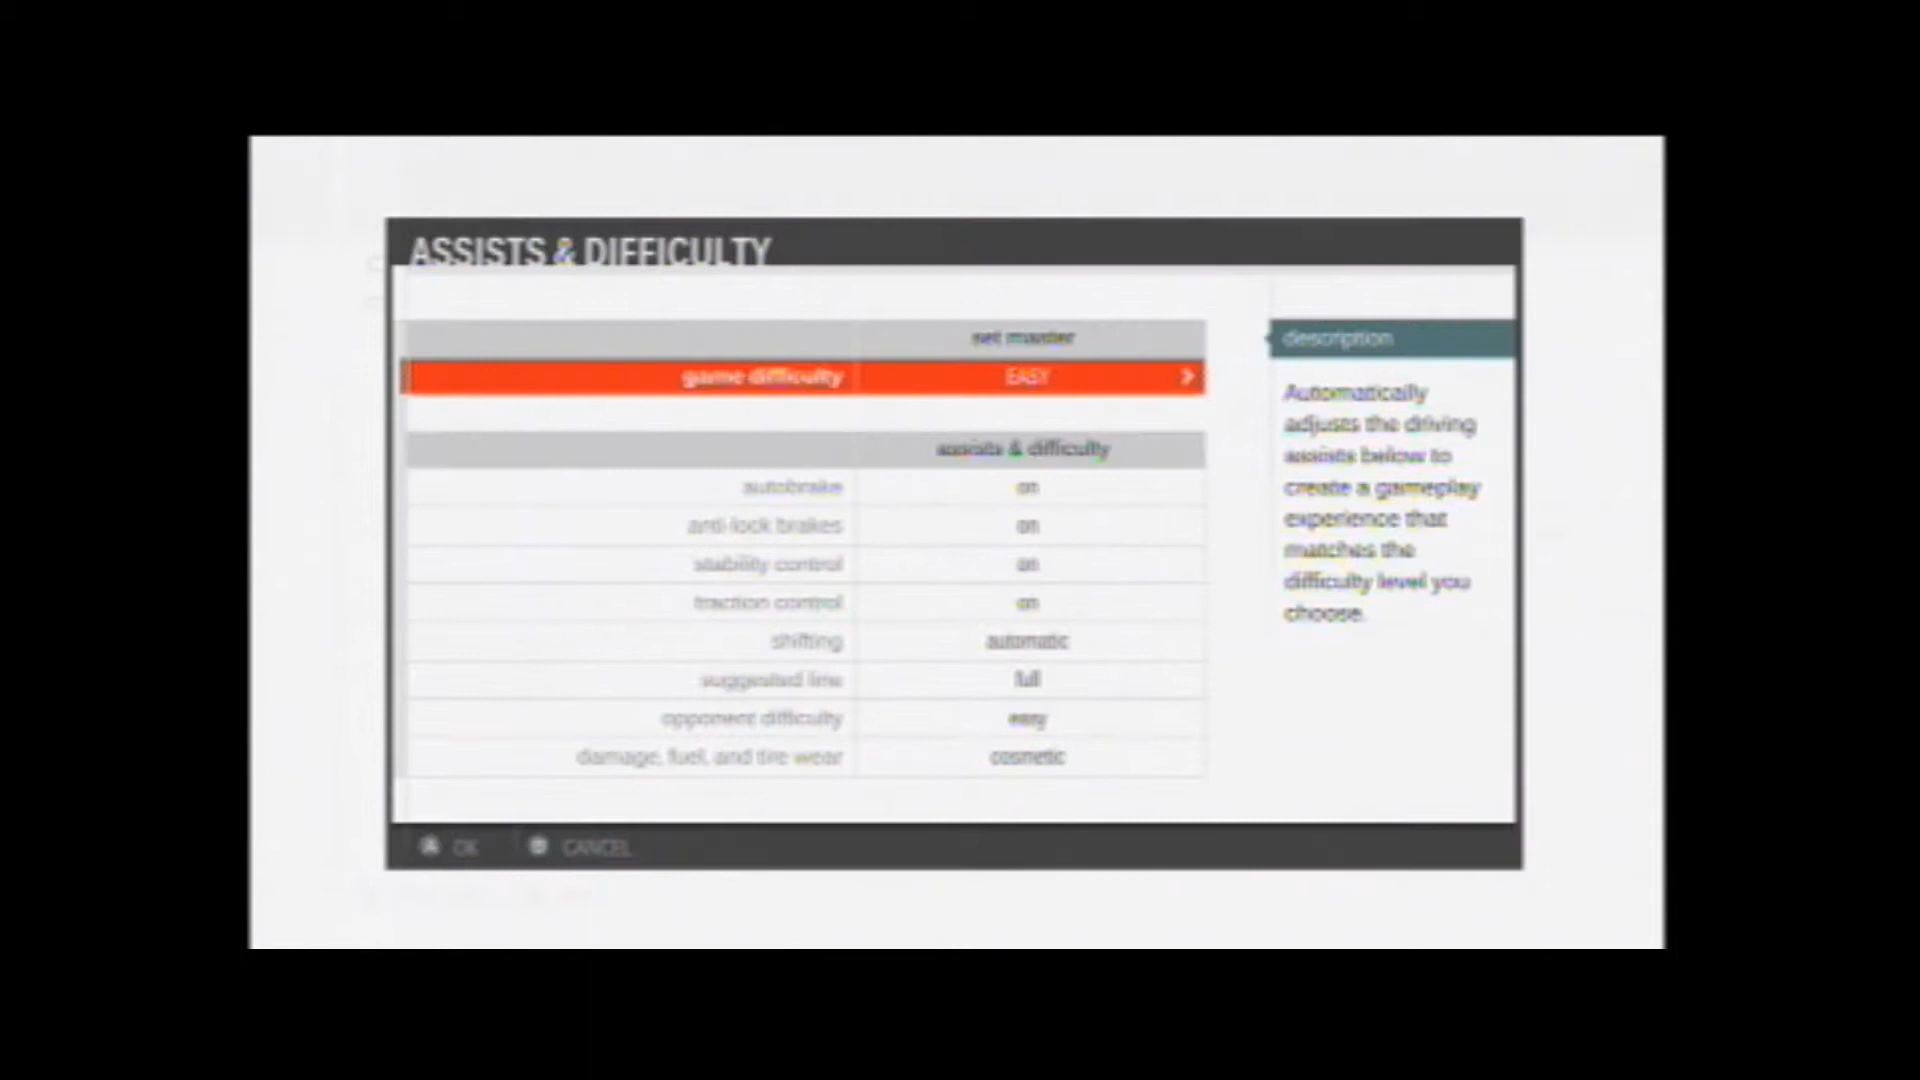 ASSISTS & DIFFICULTY
set master
game difficulty EASY
assists & difficulty
autobrake on
anti-lock brakes on
stability control on
traction control on
shifting automatic
suggested line full
opponent difficulty easy
damage, fuel, and tire wear cosmetic
description
Automatically
adjusts the driving
assists below to
create a gameplay
experience that
matches the
difficulty level you
choose.
A OK B CANCEL